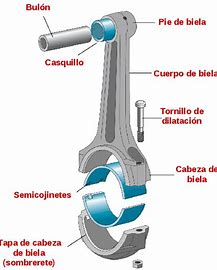 Bulón
Pie de biela
Casquillo
Cuerpo de biela
Tornillo de
dilatación
Cabeza de
biela
Semicojinetes
Tapa de cabeza
de biela
(sombrerete)